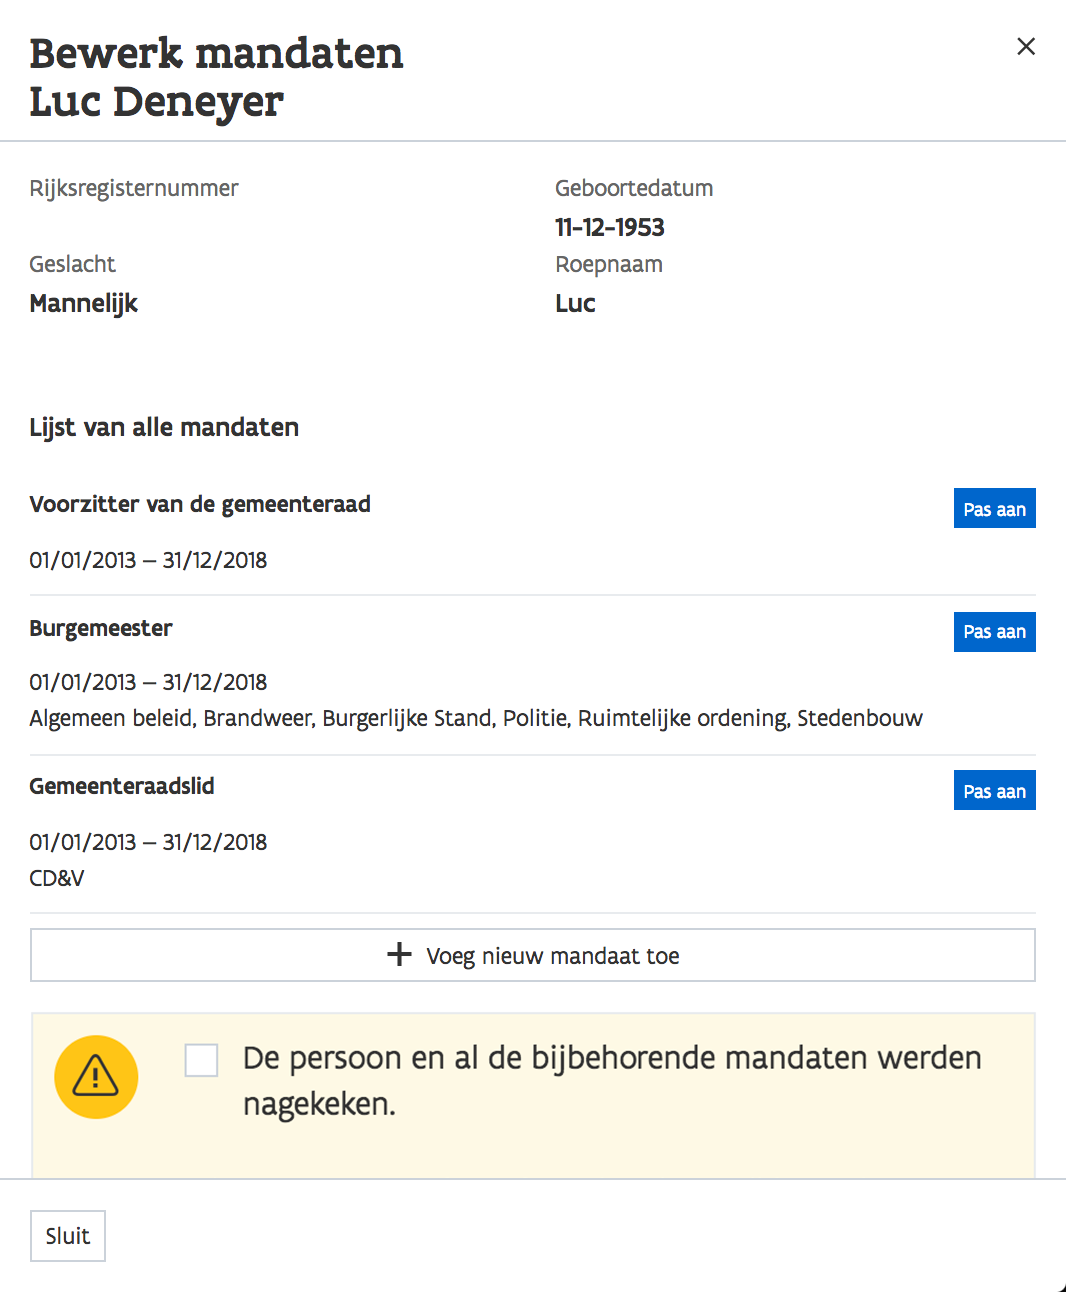 Bewerk mandaten
Luc Deneyer
Rijksregisternummer
Geboortedatum
11-12-1953
Geslacht
Roepnaam
Mannelijk
Luc
Lijst van alle mandaten
Voorzitter van de gemeenteraad
Pas aan
01/01/2013 – 31/12/2018
Burgemeester
Pas aan
01/01/2013 – 31/12/2018
Algemeen beleid, Brandweer, Burgerlijke Stand, Politie, Ruimtelijke ordening, Stedenbouw
Gemeenteraadslid
Pas aan
01/01/2013 – 31/12/2018
CD&V
Voeg nieuw mandaat toe
De persoon en al de bijbehorende mandaten werden
nagekeken.
Sluit